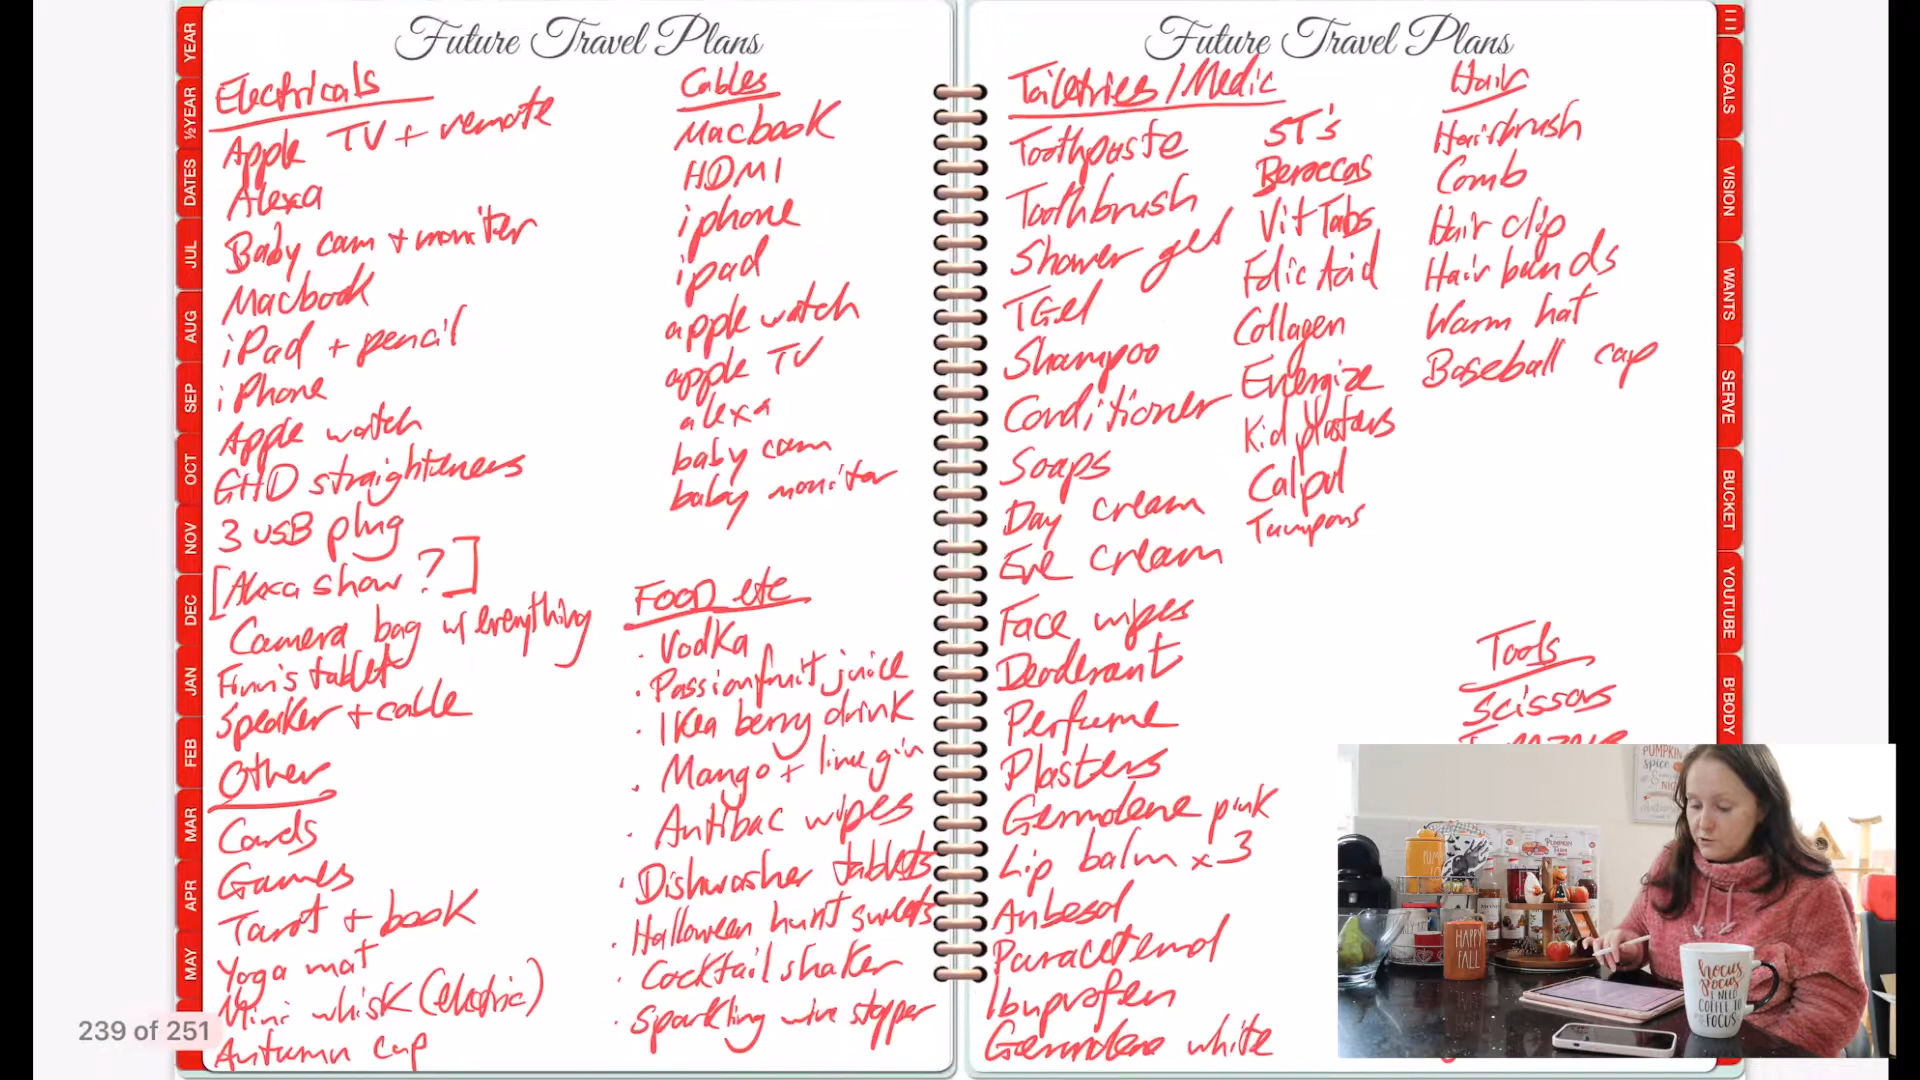 Future Travel Plans
Electricals
Apple TV + remote
Alexa
Baby cam + moniter
Macbook
iPad + pencil
iPhone
Apple watch
GHD straighteners
3 USB plug
[Alexa show?]
Camera bag w/ everything
Finn's tablet
Speaker + cable
Other
Cards
Games
Tarot + book
Yoga mat
Mini whisk (electric)
Autumn cup
Cables
Macbook
HDMI
iphone
ipad
apple watch
apple TV
alexa
baby cam
baby monitor
FOOD etc
· Vodka
· Passionfruit juice
· IKea berry drink
· Mango + lime gin
· Antibac wipes
· Dishwasher tablets
· Halloween hunt sweets
· Cocktail shaker
· Sparkling wine stopper
Future Travel Plans
Toiletries / Medic
Toothpaste
Toothbrush
Shower gel
TGel
Shampoo
Conditioner
Soaps
Day cream
Eve cream
Face wipes
Deoderant
Perfume
Plasters
Germolene pink
Lip balm x 3
Anbesol
Paracetemol
Ibuprofen
Germolene white
ST's
Beroccas
Vit Tabs
Folic Acid
Collagen
Energize
Kid plasters
Calpol
Tampons
Hair
Hairbrush
Comb
Hair clip
Hair bands
Warm hat
Baseball cap
Tools
Scissors
YEAR
½YEAR
DATES
JUL
AUG
SEP
OCT
NOV
DEC
JAN
FEB
MAR
APR
MAY
GOALS
VISION
WANTS
SERVE
BUCKET
YOUTUBE
B'BODY
239 of 251
PUMPKIN
spice
HAPPY
FALL
hocus
pocus
I NEED
COFFEE TO
FOCUS